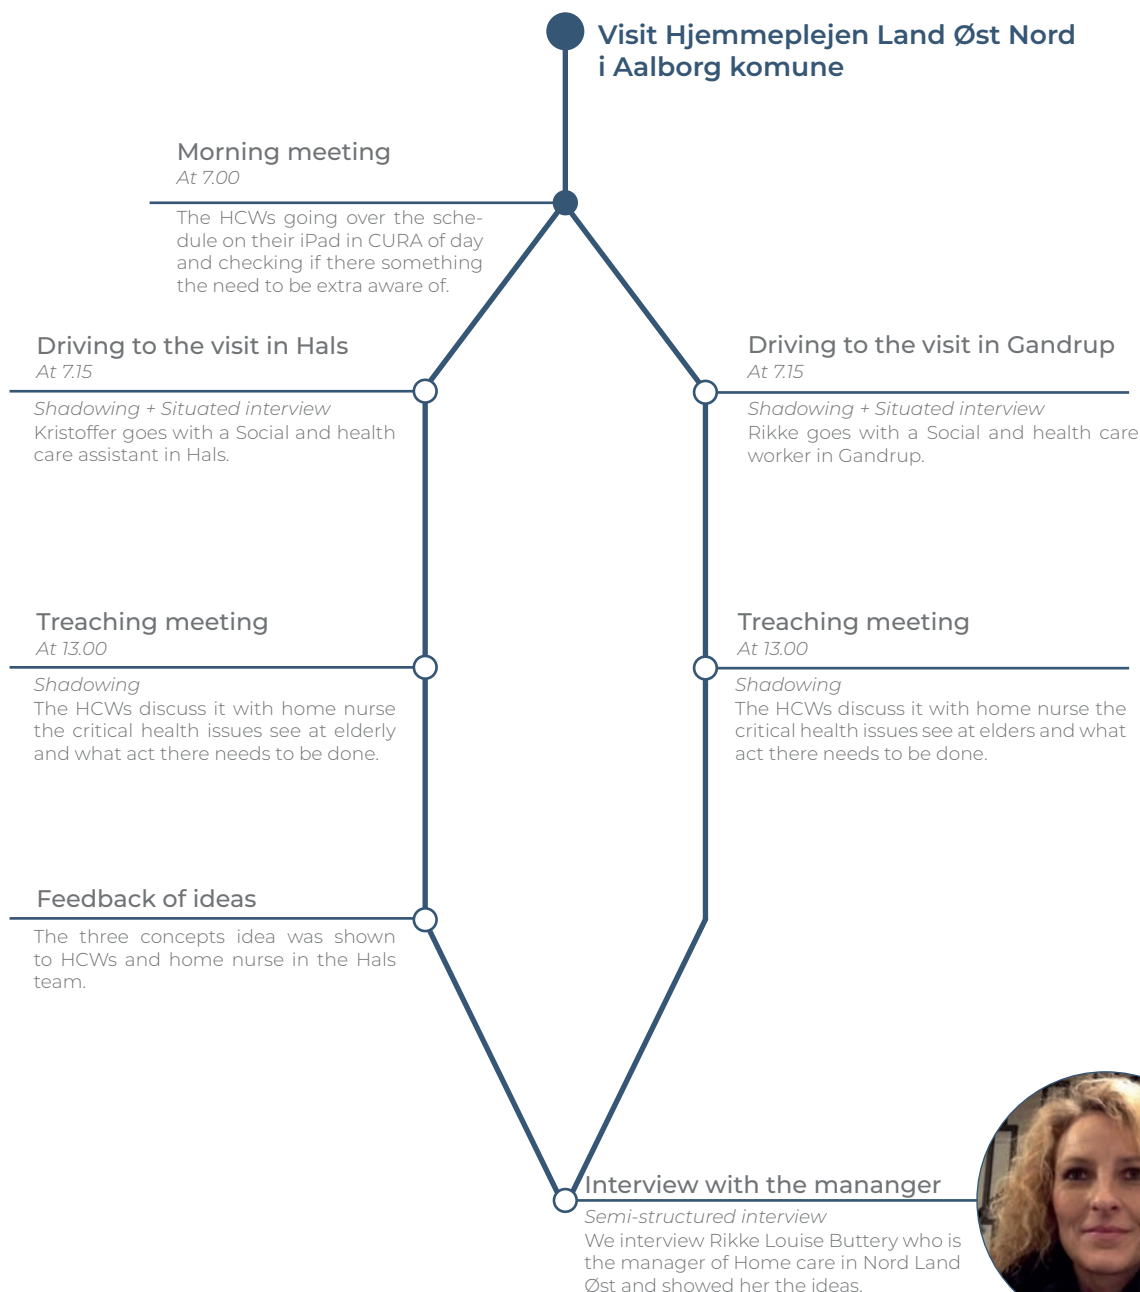 Visit Hjemmeplejen Land Øst Nord
i Aalborg komune
Morning meeting
At 7.00
The HCWs going over the sche-
dule on their iPad in CURA of day
and checking if there something
the need to be extra aware of.
Driving to the visit in Hals
At 7.15
Shadowing + Situated interview
Kristoffer goes with a Social and health
care assistant in Hals.
Driving to the visit in Gandrup
At 7.15
Shadowing + Situated interview
Rikke goes with a Social and health care
worker in Gandrup.
Treaching meeting
At 13.00
Shadowing
The HCWs discuss it with home nurse
the critical health issues see at elderly
and what act there needs to be done.
Treaching meeting
At 13.00
Shadowing
The HCWs discuss it with home nurse the
critical health issues see at elders and what
act there needs to be done.
Feedback of ideas
The three concepts idea was shown
to HCWs and home nurse in the Hals
team.
Interview with the mananger
Semi-structured interview
We interview Rikke Louise Buttery who is
the manager of Home care in Nord Land
Øst and showed her the ideas.